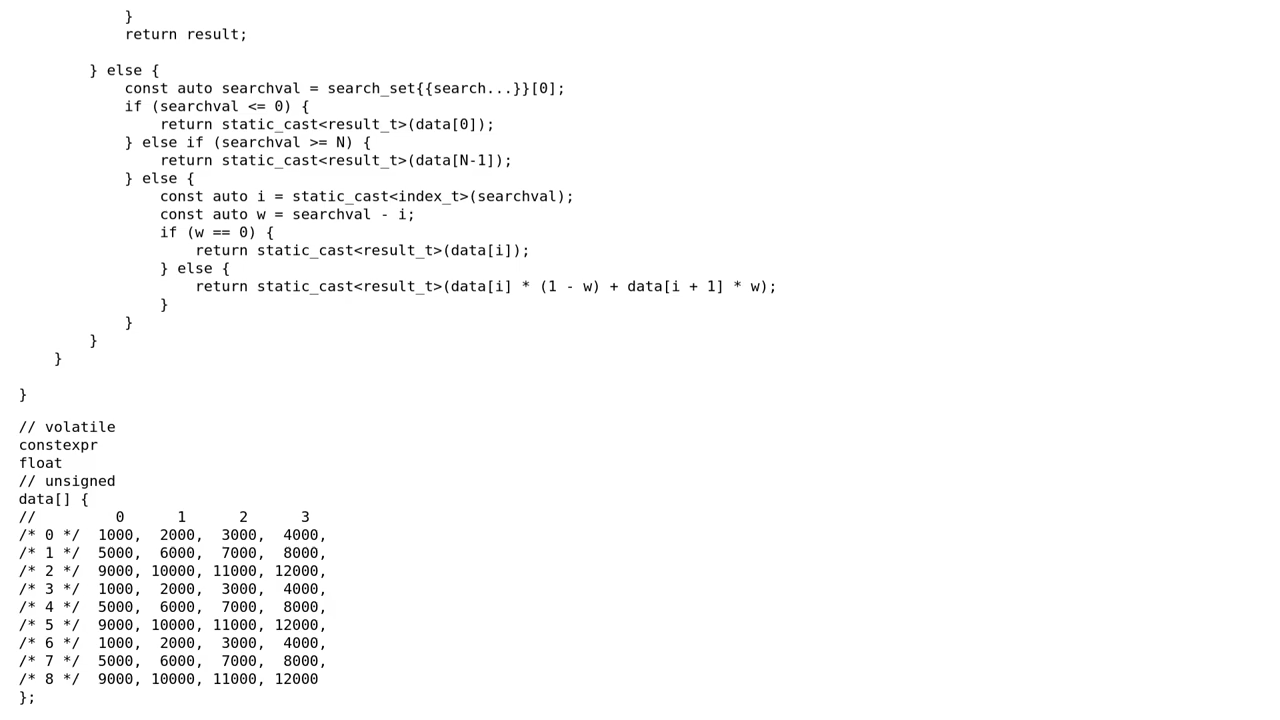 }
            return result;

        } else {
            const auto searchval = search_set{{search...}}[0];
            if (searchval <= 0) {
                return static_cast<result_t>(data[0]);
            } else if (searchval >= N) {
                return static_cast<result_t>(data[N-1]);
            } else {
                const auto i = static_cast<index_t>(searchval);
                const auto w = searchval - i;
                if (w == 0) {
                    return static_cast<result_t>(data[i]);
                } else {
                    return static_cast<result_t>(data[i] * (1 - w) + data[i + 1] * w);
                }
            }
        }
    }

}

// volatile
constexpr
float
// unsigned
data[] {
//         0      1      2      3
/* 0 */  1000,  2000,  3000,  4000,
/* 1 */  5000,  6000,  7000,  8000,
/* 2 */  9000, 10000, 11000, 12000,
/* 3 */  1000,  2000,  3000,  4000,
/* 4 */  5000,  6000,  7000,  8000,
/* 5 */  9000, 10000, 11000, 12000,
/* 6 */  1000,  2000,  3000,  4000,
/* 7 */  5000,  6000,  7000,  8000,
/* 8 */  9000, 10000, 11000, 12000
};